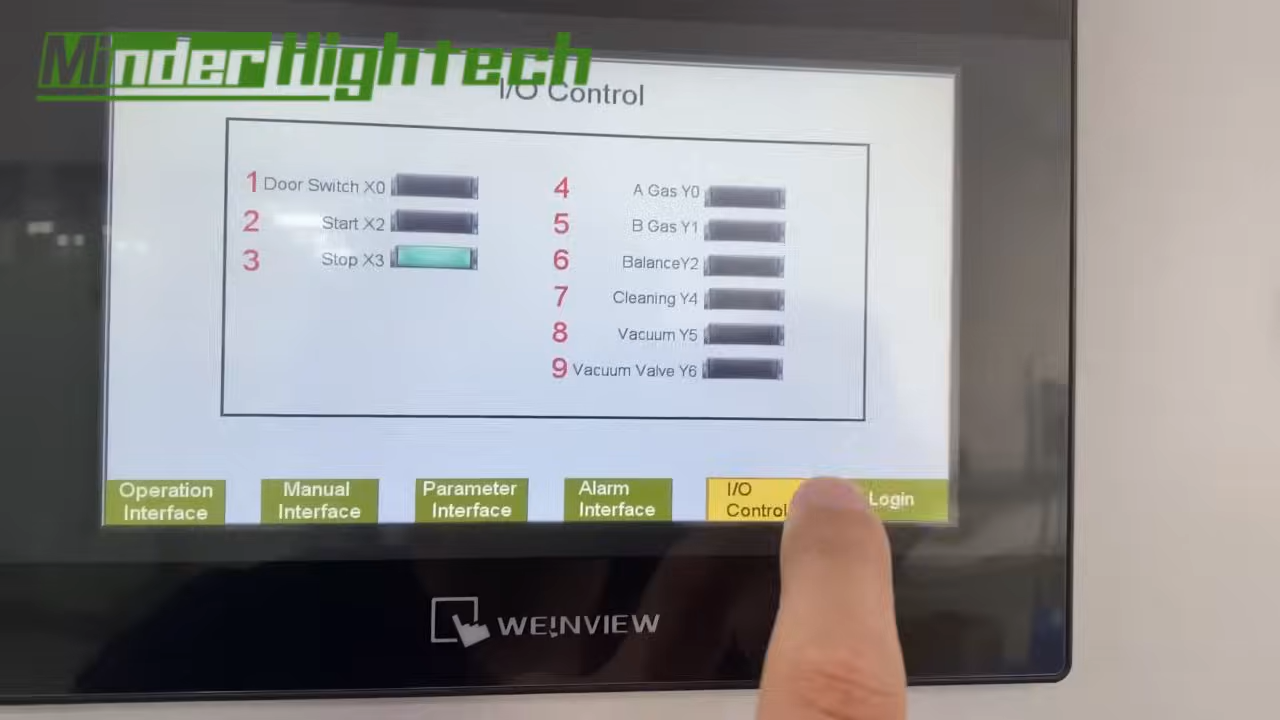 MinderHightech
I/O Control
1 Door Switch X0
2 Start X2
3 Stop X3
4 A Gas Y0
5 B Gas Y1
6 BalanceY2
7 Cleaning Y4
8 Vacuum Y5
9 Vacuum Valve Y6
Operation
Interface
Manual
Interface
Parameter
Interface
Alarm
Interface
I/O
Control
Login
WEINVIEW